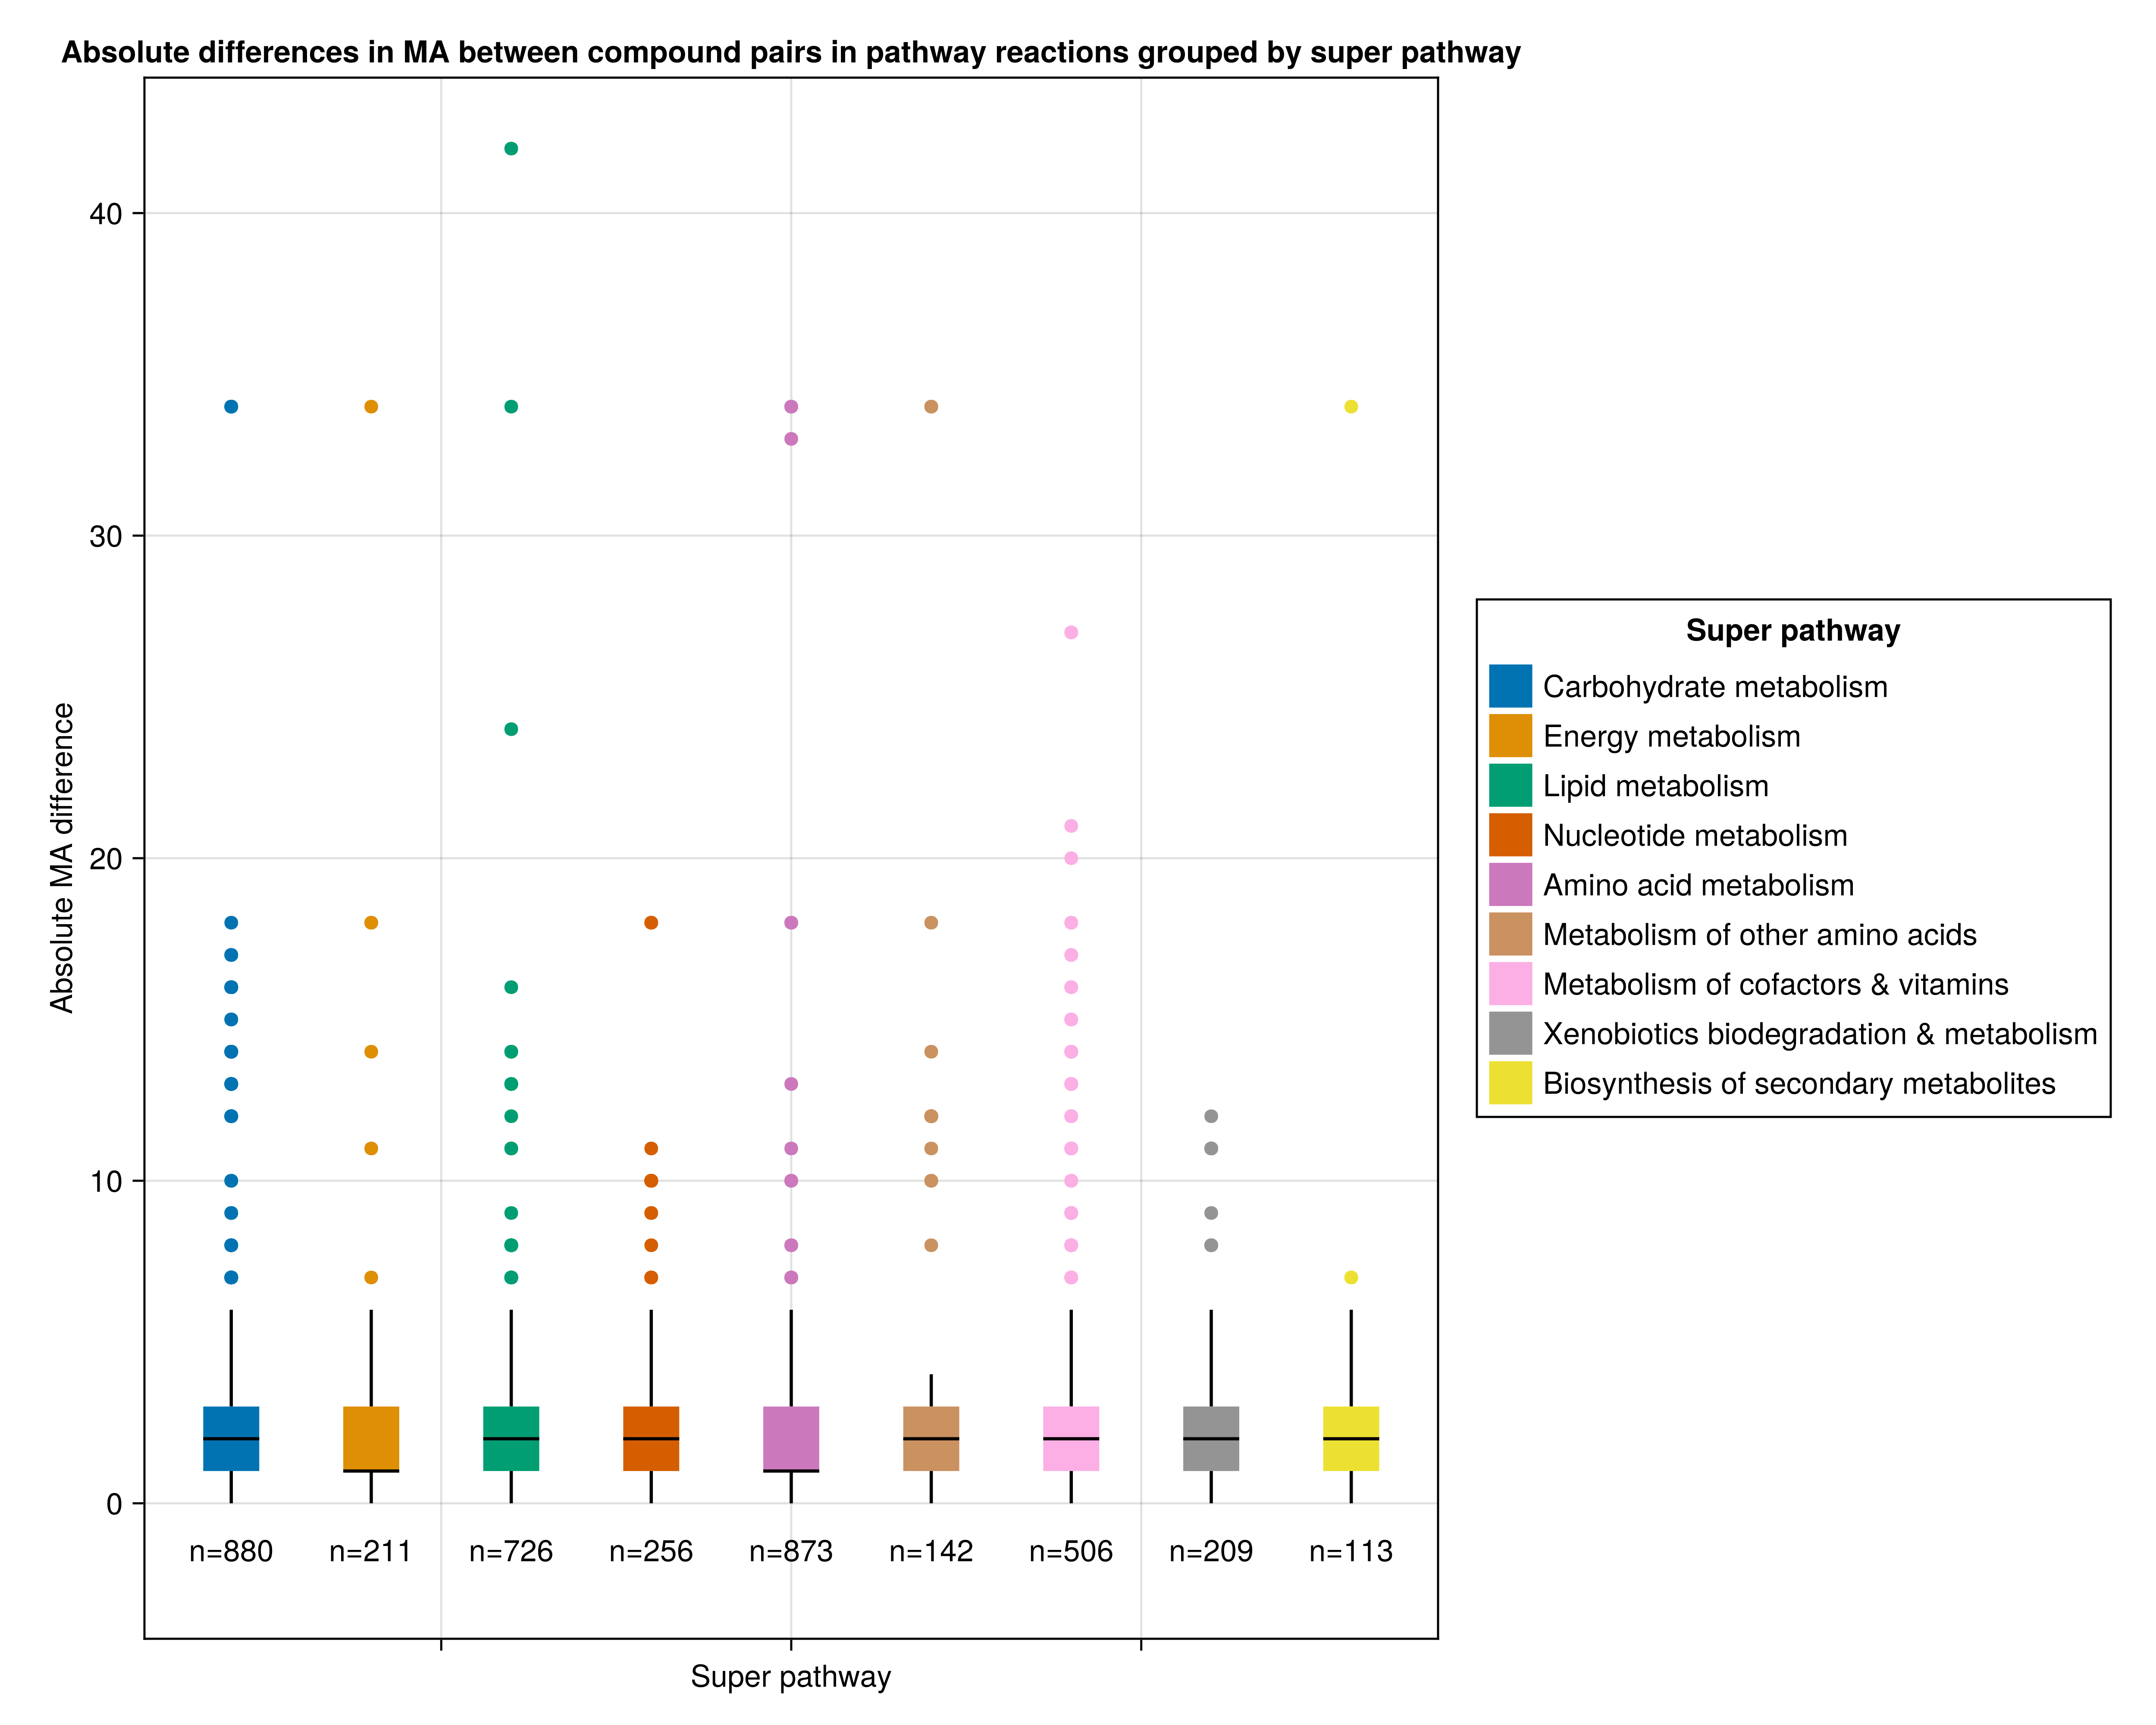 Absolute differences in MA between compound pairs in pathway reactions grouped by super pathway
Absolute MA difference
40
30
20
10
0
n=880
n=211
n=726
n=256
n=873
n=142
n=506
n=209
n=113
Super pathway
Super pathway
Carbohydrate metabolism
Energy metabolism
Lipid metabolism
Nucleotide metabolism
Amino acid metabolism
Metabolism of other amino acids
Metabolism of cofactors & vitamins
Xenobiotics biodegradation & metabolism
Biosynthesis of secondary metabolites